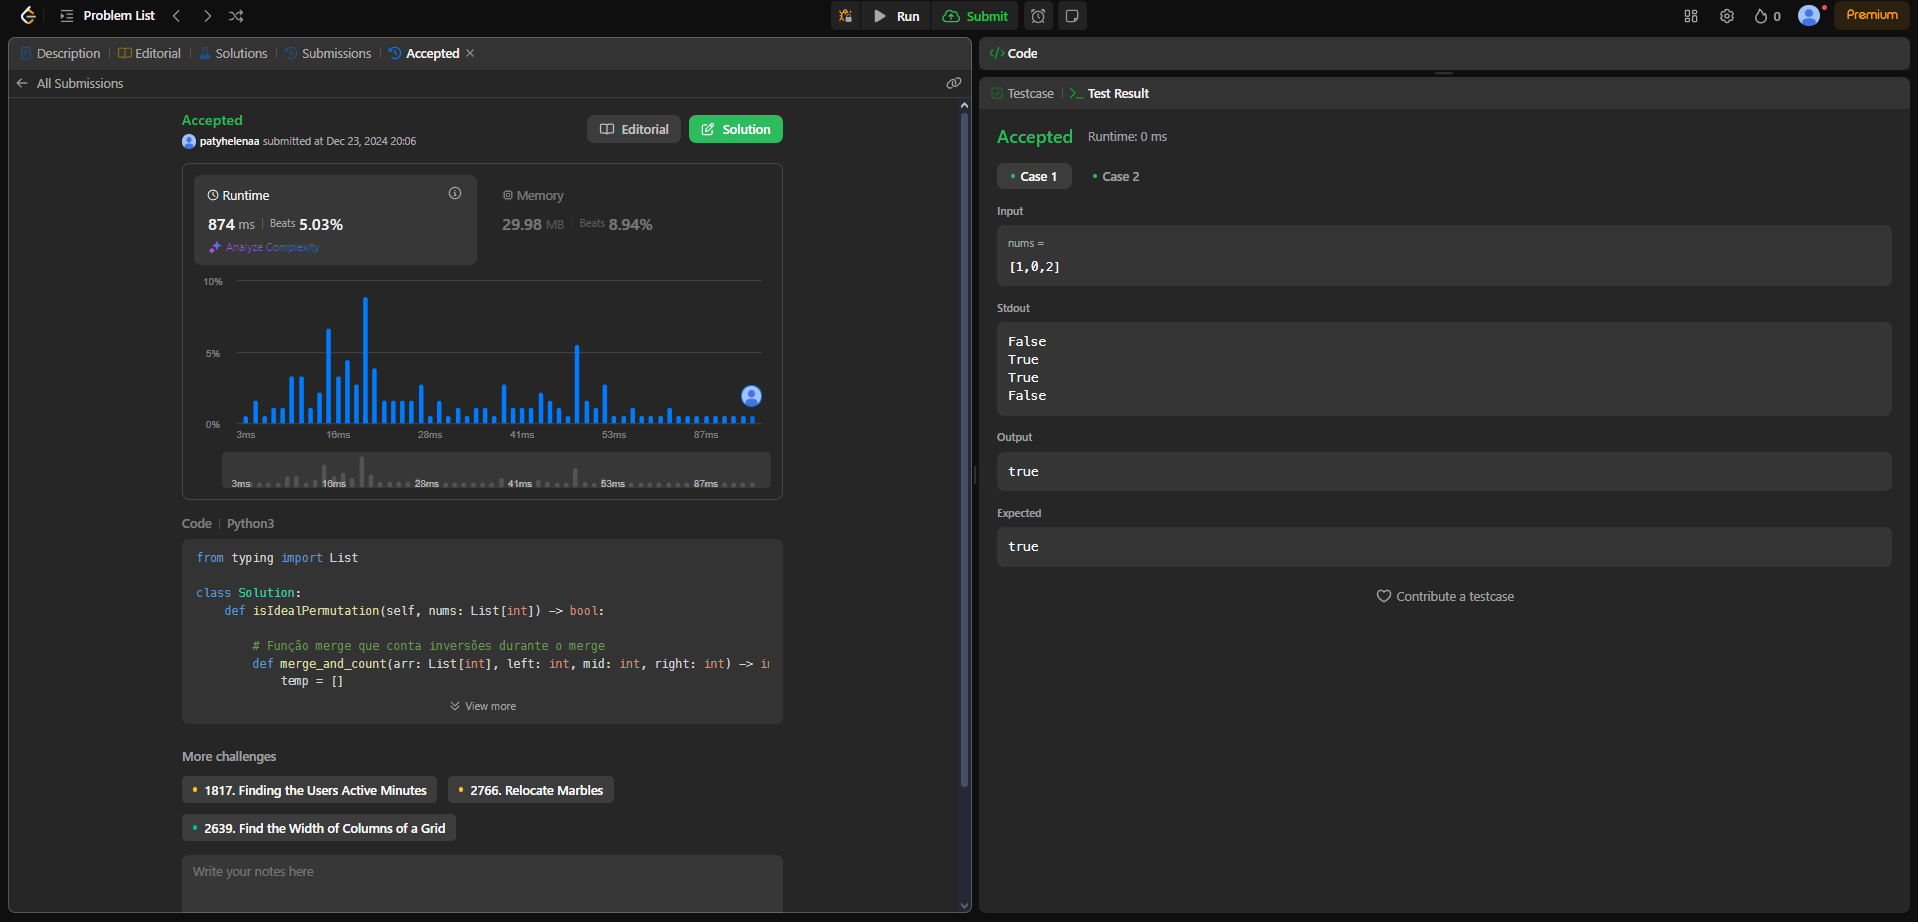 Problem List
Run
Submit
0
Premium
Description
Editorial
Solutions
Submissions
Accepted
All Submissions
Accepted
patyhelenaa submitted at Dec 23, 2024 20:06
Editorial
Solution
Runtime
874 ms | Beats 5.03%
Analyze Complexity
Memory
29.98 MB | Beats 8.94%
10%
5%
0%
3ms 16ms 28ms 41ms 53ms 87ms
3ms 16ms 28ms 41ms 53ms 87ms
Code | Python3
from typing import List
class Solution:
    def isIdealPermutation(self, nums: List[int]) -> bool:
        # Função merge que conta inversões durante o merge
        def merge_and_count(arr: List[int], left: int, mid: int, right: int) -> in
            temp = []
View more
More challenges
1817. Finding the Users Active Minutes
2766. Relocate Marbles
2639. Find the Width of Columns of a Grid
Write your notes here
</> Code
Testcase
>_ Test Result
Accepted
Runtime: 0 ms
Case 1
Case 2
Input
nums =
[1,0,2]
Stdout
False
True
True
False
Output
true
Expected
true
Contribute a testcase